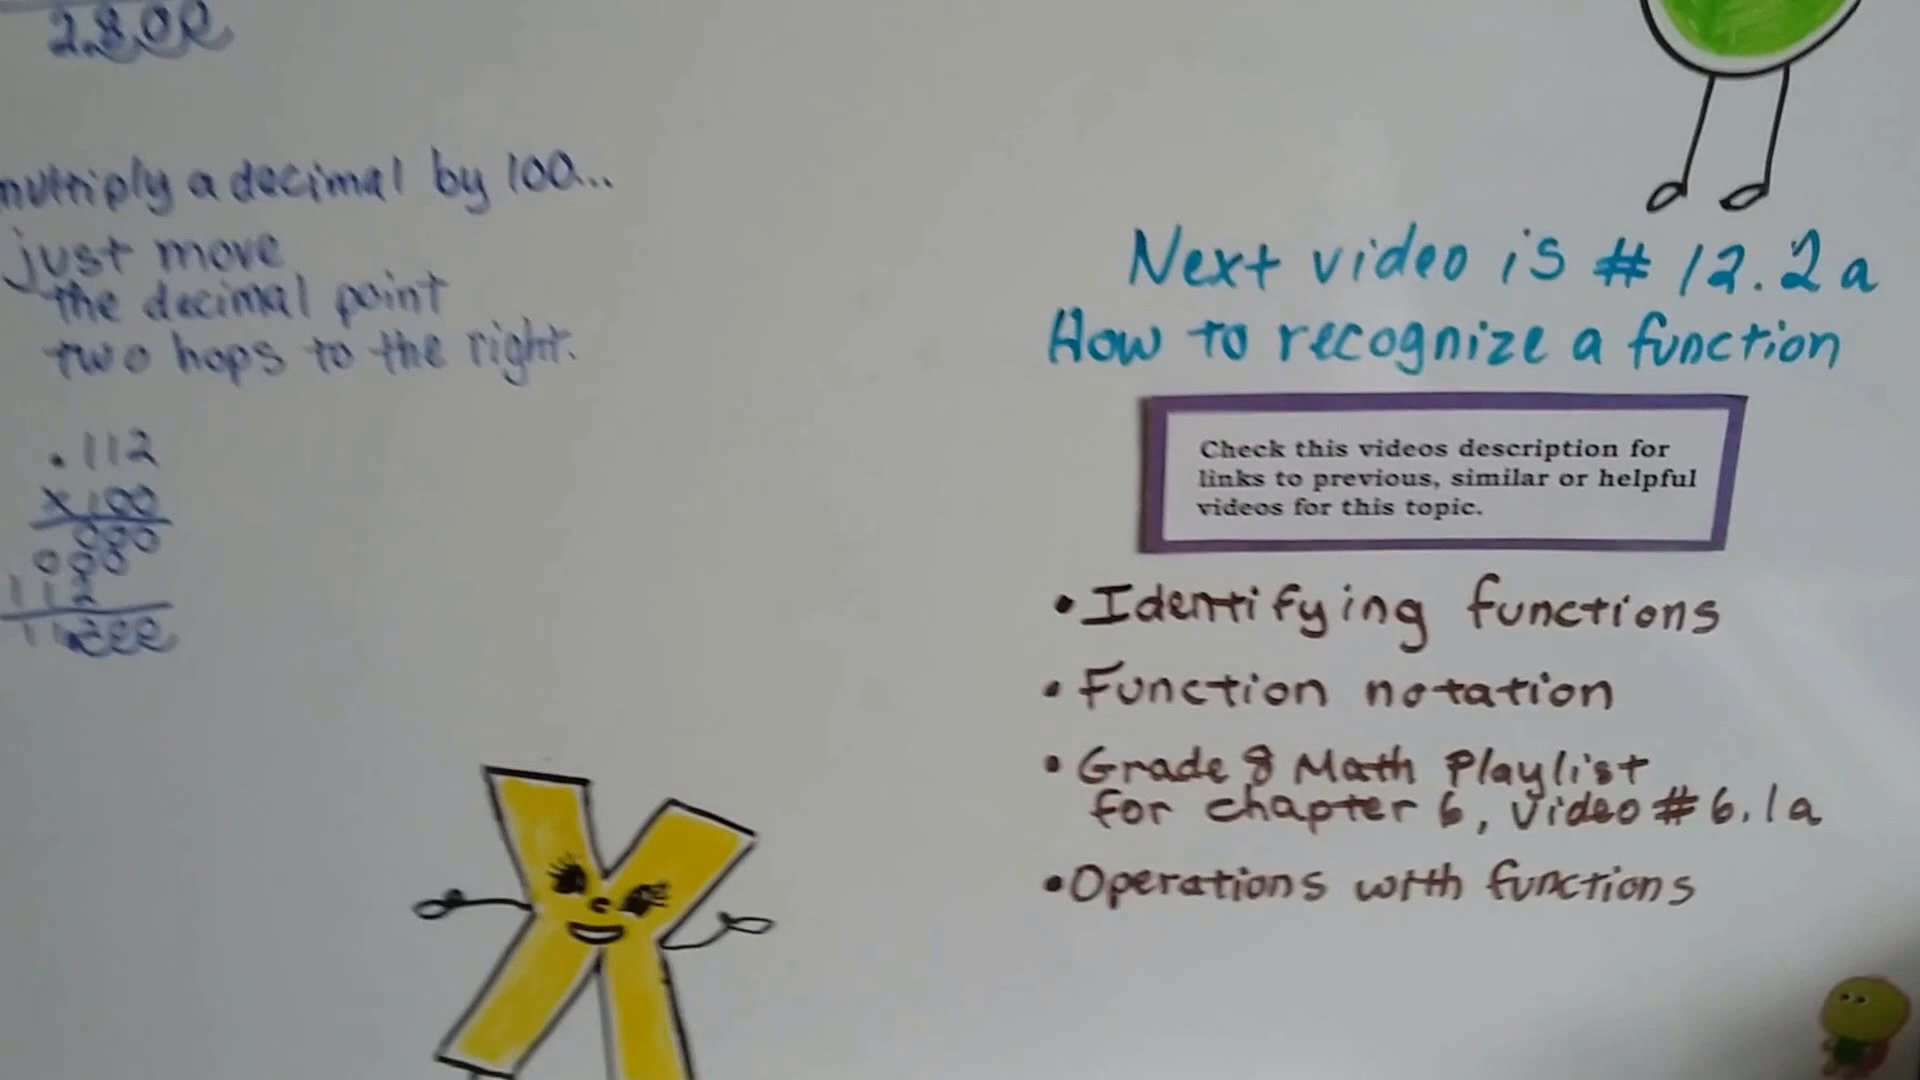 2.800
multiply a decimal by 100...
just move
the decimal point
two hops to the right.
.112
x100
000
000
112
11.200
Next video is # 12.2a
How to recognize a function
Check this videos description for
links to previous, similar or helpful
videos for this topic.
• Identifying functions
• Function notation
• Grade 8 Math Playlist
for chapter 6, Video # 6.1a
• Operations with functions